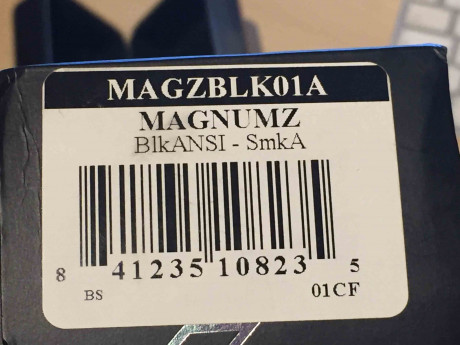 MAGZBLK01A
MAGNUMZ
BlkANSI - SmkA
8 41235 10823 5
BS 01CF